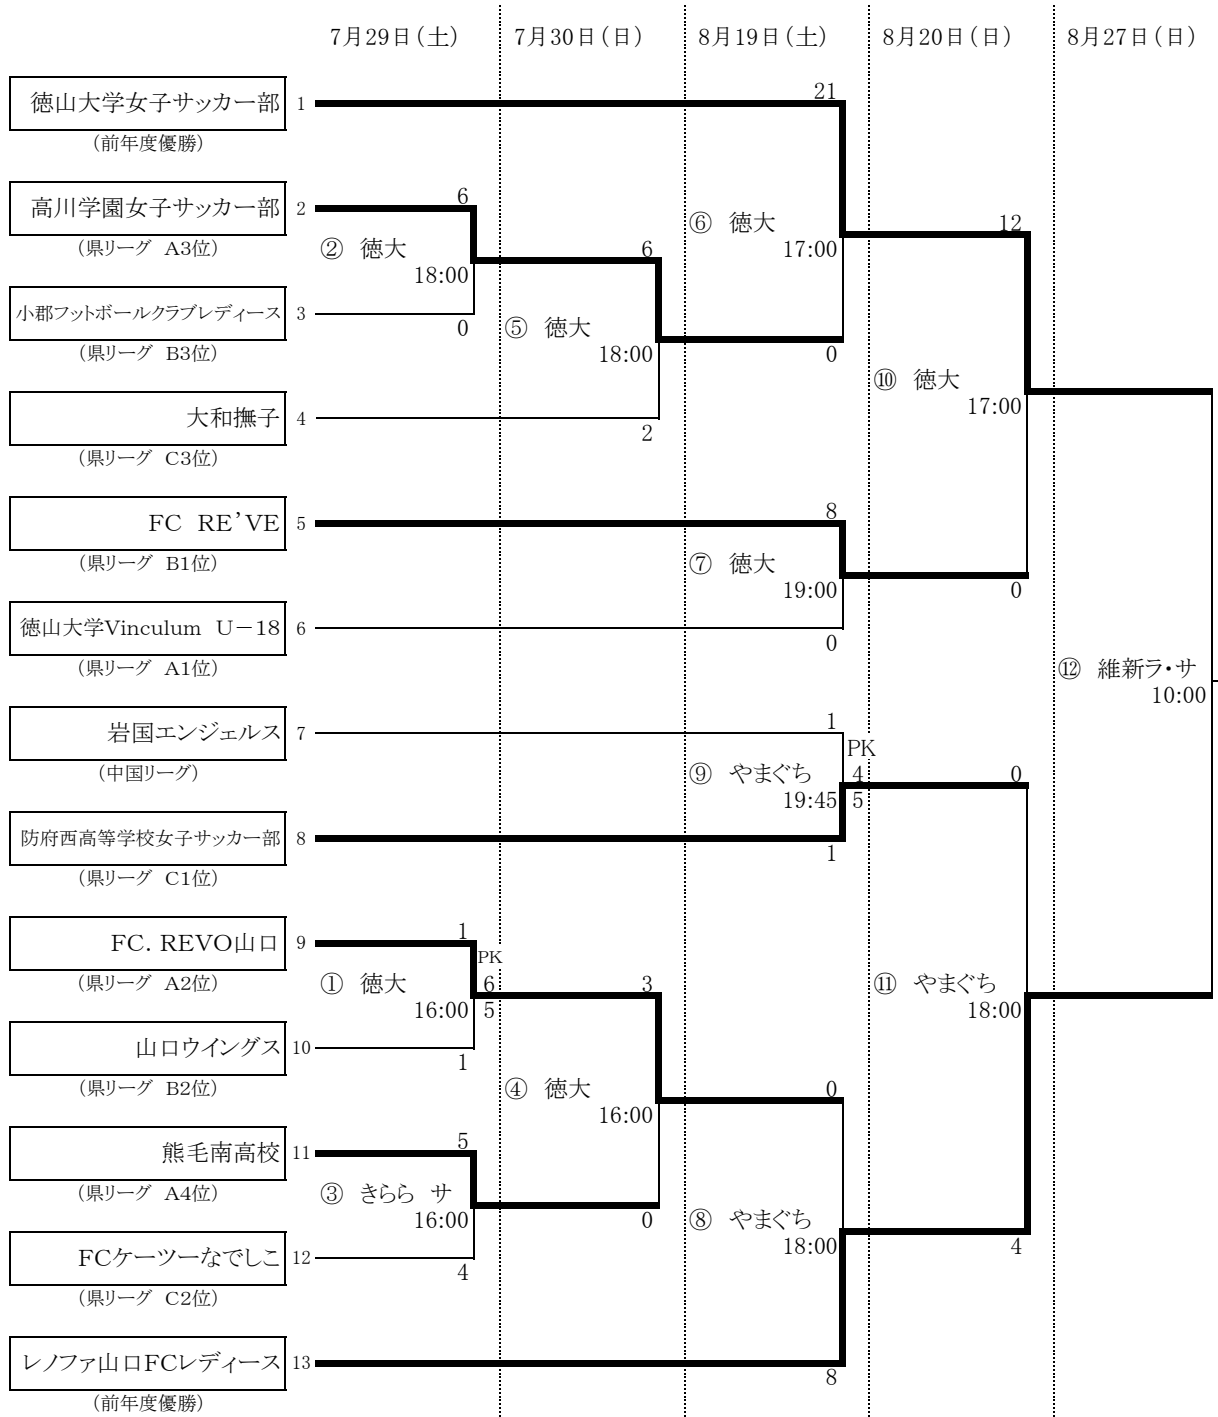 7月29日（土） 7月30日（日） 8月19日（土） 8月20日（日） 8月27日（日）
徳山大学女子サッカー部 1 21
（前年度優勝）
高川学園女子サッカー部 2 6
（県リーグ A3位）
② 徳大
18:00
小郡フットボールクラブレディース 3 0
（県リーグ B3位）
6
⑤ 徳大
18:00
大和撫子 4 2
（県リーグ C3位）
⑥ 徳大
17:00
0
12
⑩ 徳大
17:00
FC RE’VE 5 8
（県リーグ B1位）
⑦ 徳大
19:00
0
徳山大学Vinculum U－18 6 0
（県リーグ A1位）
⑫ 維新ラ・サ
10:00
岩国エンジェルス 7 1
（中国リーグ）
PK
⑨ やまぐち 4 0
19:45 5
防府西高等学校女子サッカー部 8 1
（県リーグ C1位）
FC．REVO山口 9 1
（県リーグ A2位）
PK
① 徳大 6 3
16:00 5
⑪ やまぐち
18:00
山口ウイングス 10 1
（県リーグ B2位）
④ 徳大
16:00
0
熊毛南高校 11 5
（県リーグ A4位）
③ きらら サ
16:00
0
⑧ やまぐち
18:00
4
FCケーツーなでしこ 12 4
（県リーグ C2位）
レノファ山口FCレディース 13 8
（前年度優勝）